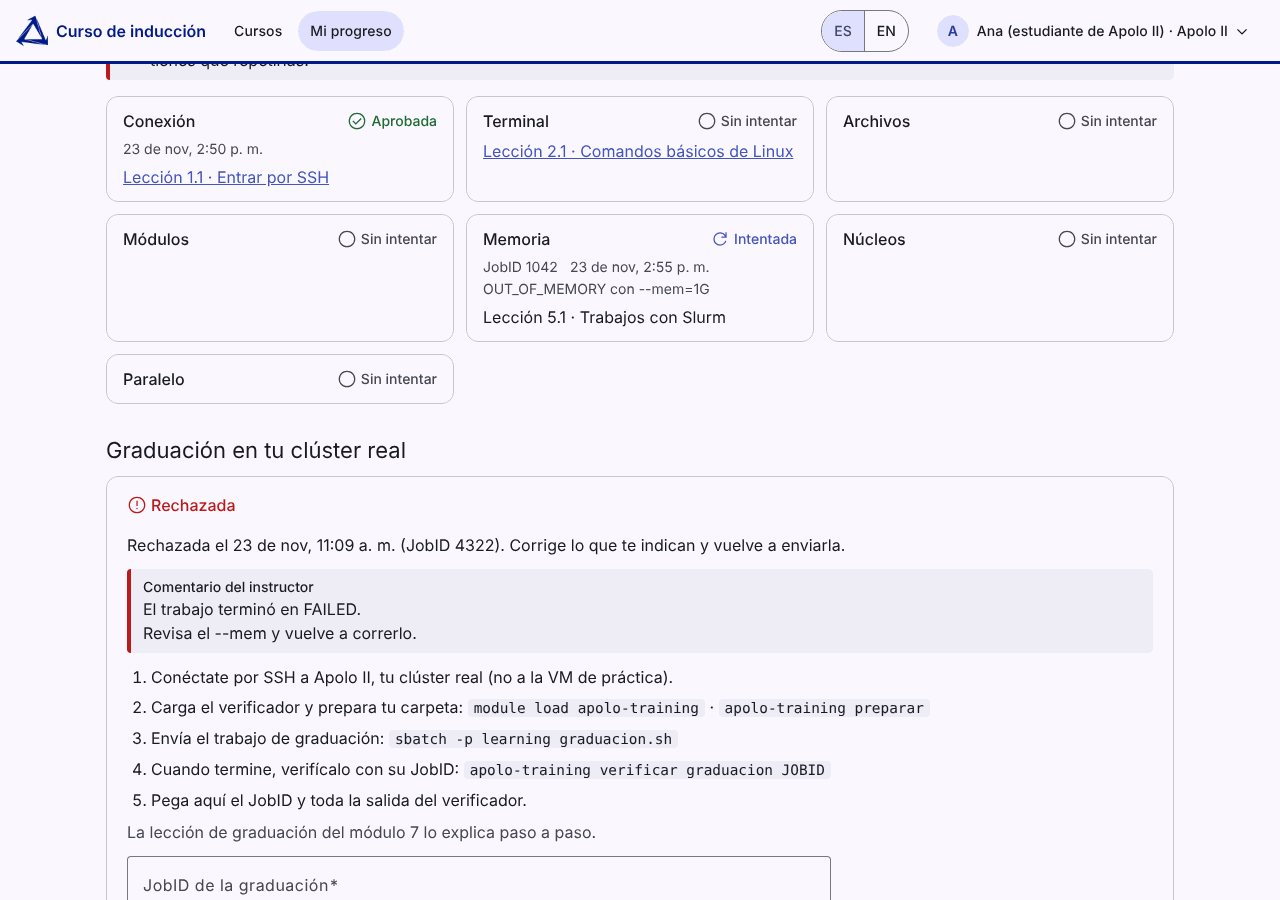 Curso de inducción
Cursos
Mi progreso
ES
EN
A
Ana (estudiante de Apolo II) · Apolo II
tienes que repetirlas.
Conexión
Aprobada
23 de nov, 2:50 p. m.
Lección 1.1 · Entrar por SSH
Terminal
Sin intentar
Lección 2.1 · Comandos básicos de Linux
Archivos
Sin intentar
Módulos
Sin intentar
Memoria
Intentada
JobID 1042 23 de nov, 2:55 p. m.
OUT_OF_MEMORY con --mem=1G
Lección 5.1 · Trabajos con Slurm
Núcleos
Sin intentar
Paralelo
Sin intentar
Graduación en tu clúster real
Rechazada
Rechazada el 23 de nov, 11:09 a. m. (JobID 4322). Corrige lo que te indican y vuelve a enviarla.
Comentario del instructor
El trabajo terminó en FAILED.
Revisa el --mem y vuelve a correrlo.
1. Conéctate por SSH a Apolo II, tu clúster real (no a la VM de práctica).
2. Carga el verificador y prepara tu carpeta: module load apolo-training · apolo-training preparar
3. Envía el trabajo de graduación: sbatch -p learning graduacion.sh
4. Cuando termine, verifícalo con su JobID: apolo-training verificar graduacion JOBID
5. Pega aquí el JobID y toda la salida del verificador.
La lección de graduación del módulo 7 lo explica paso a paso.
JobID de la graduación*